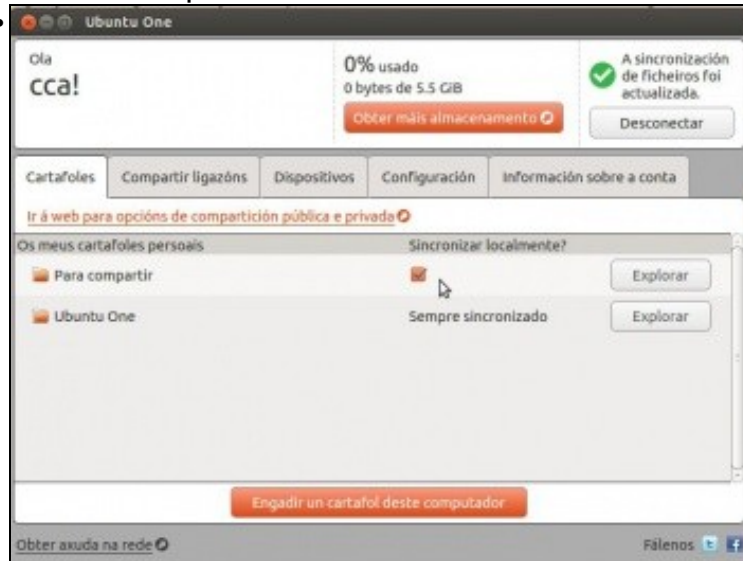 Ubuntu One
Ola
cca!
0% usado
0 bytes de 5.5 GiB
Obter máis almacenamento
A sincronización
de ficheiros foi
actualizada.
Desconectar
Cartafoles
Compartir ligazóns
Dispositivos
Configuración
Información sobre a conta
Ir á web para opcións de compartición pública e privada
Os meus cartafoles persoais
Sincronizar localmente?
Para compartir
Explorar
Ubuntu One
Sempre sincronizado
Explorar
Engadir un cartafol deste computador
Obter axuda na rede
Fálenos